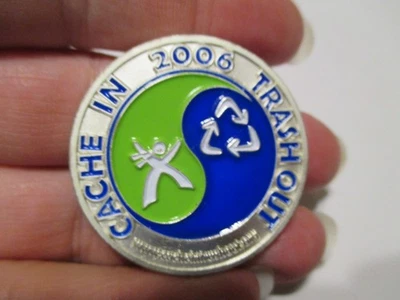 CACHE IN 2006 TRASH OUT